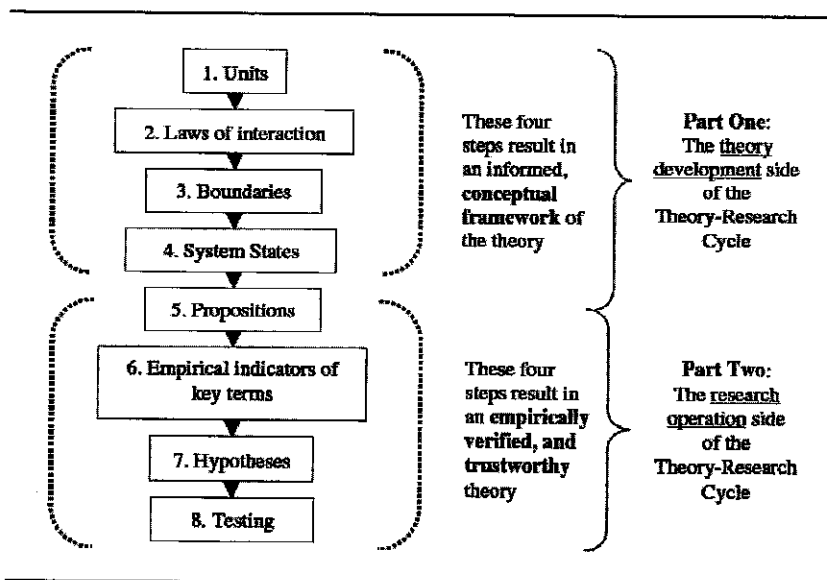 1. Units
2. Laws of interaction
3. Boundaries
4. System States
5. Propositions
6. Empirical indicators of
key terms
7. Hypotheses
8. Testing
These four
steps result in
an informed,
conceptual
framework of
the theory
These four
steps result in
an empirically
verified, and
trustworthy
theory
Part One:
The theory
development side
of the
Theory-Research
Cycle
Part Two:
The research
operation side
of the
Theory-Research
Cycle